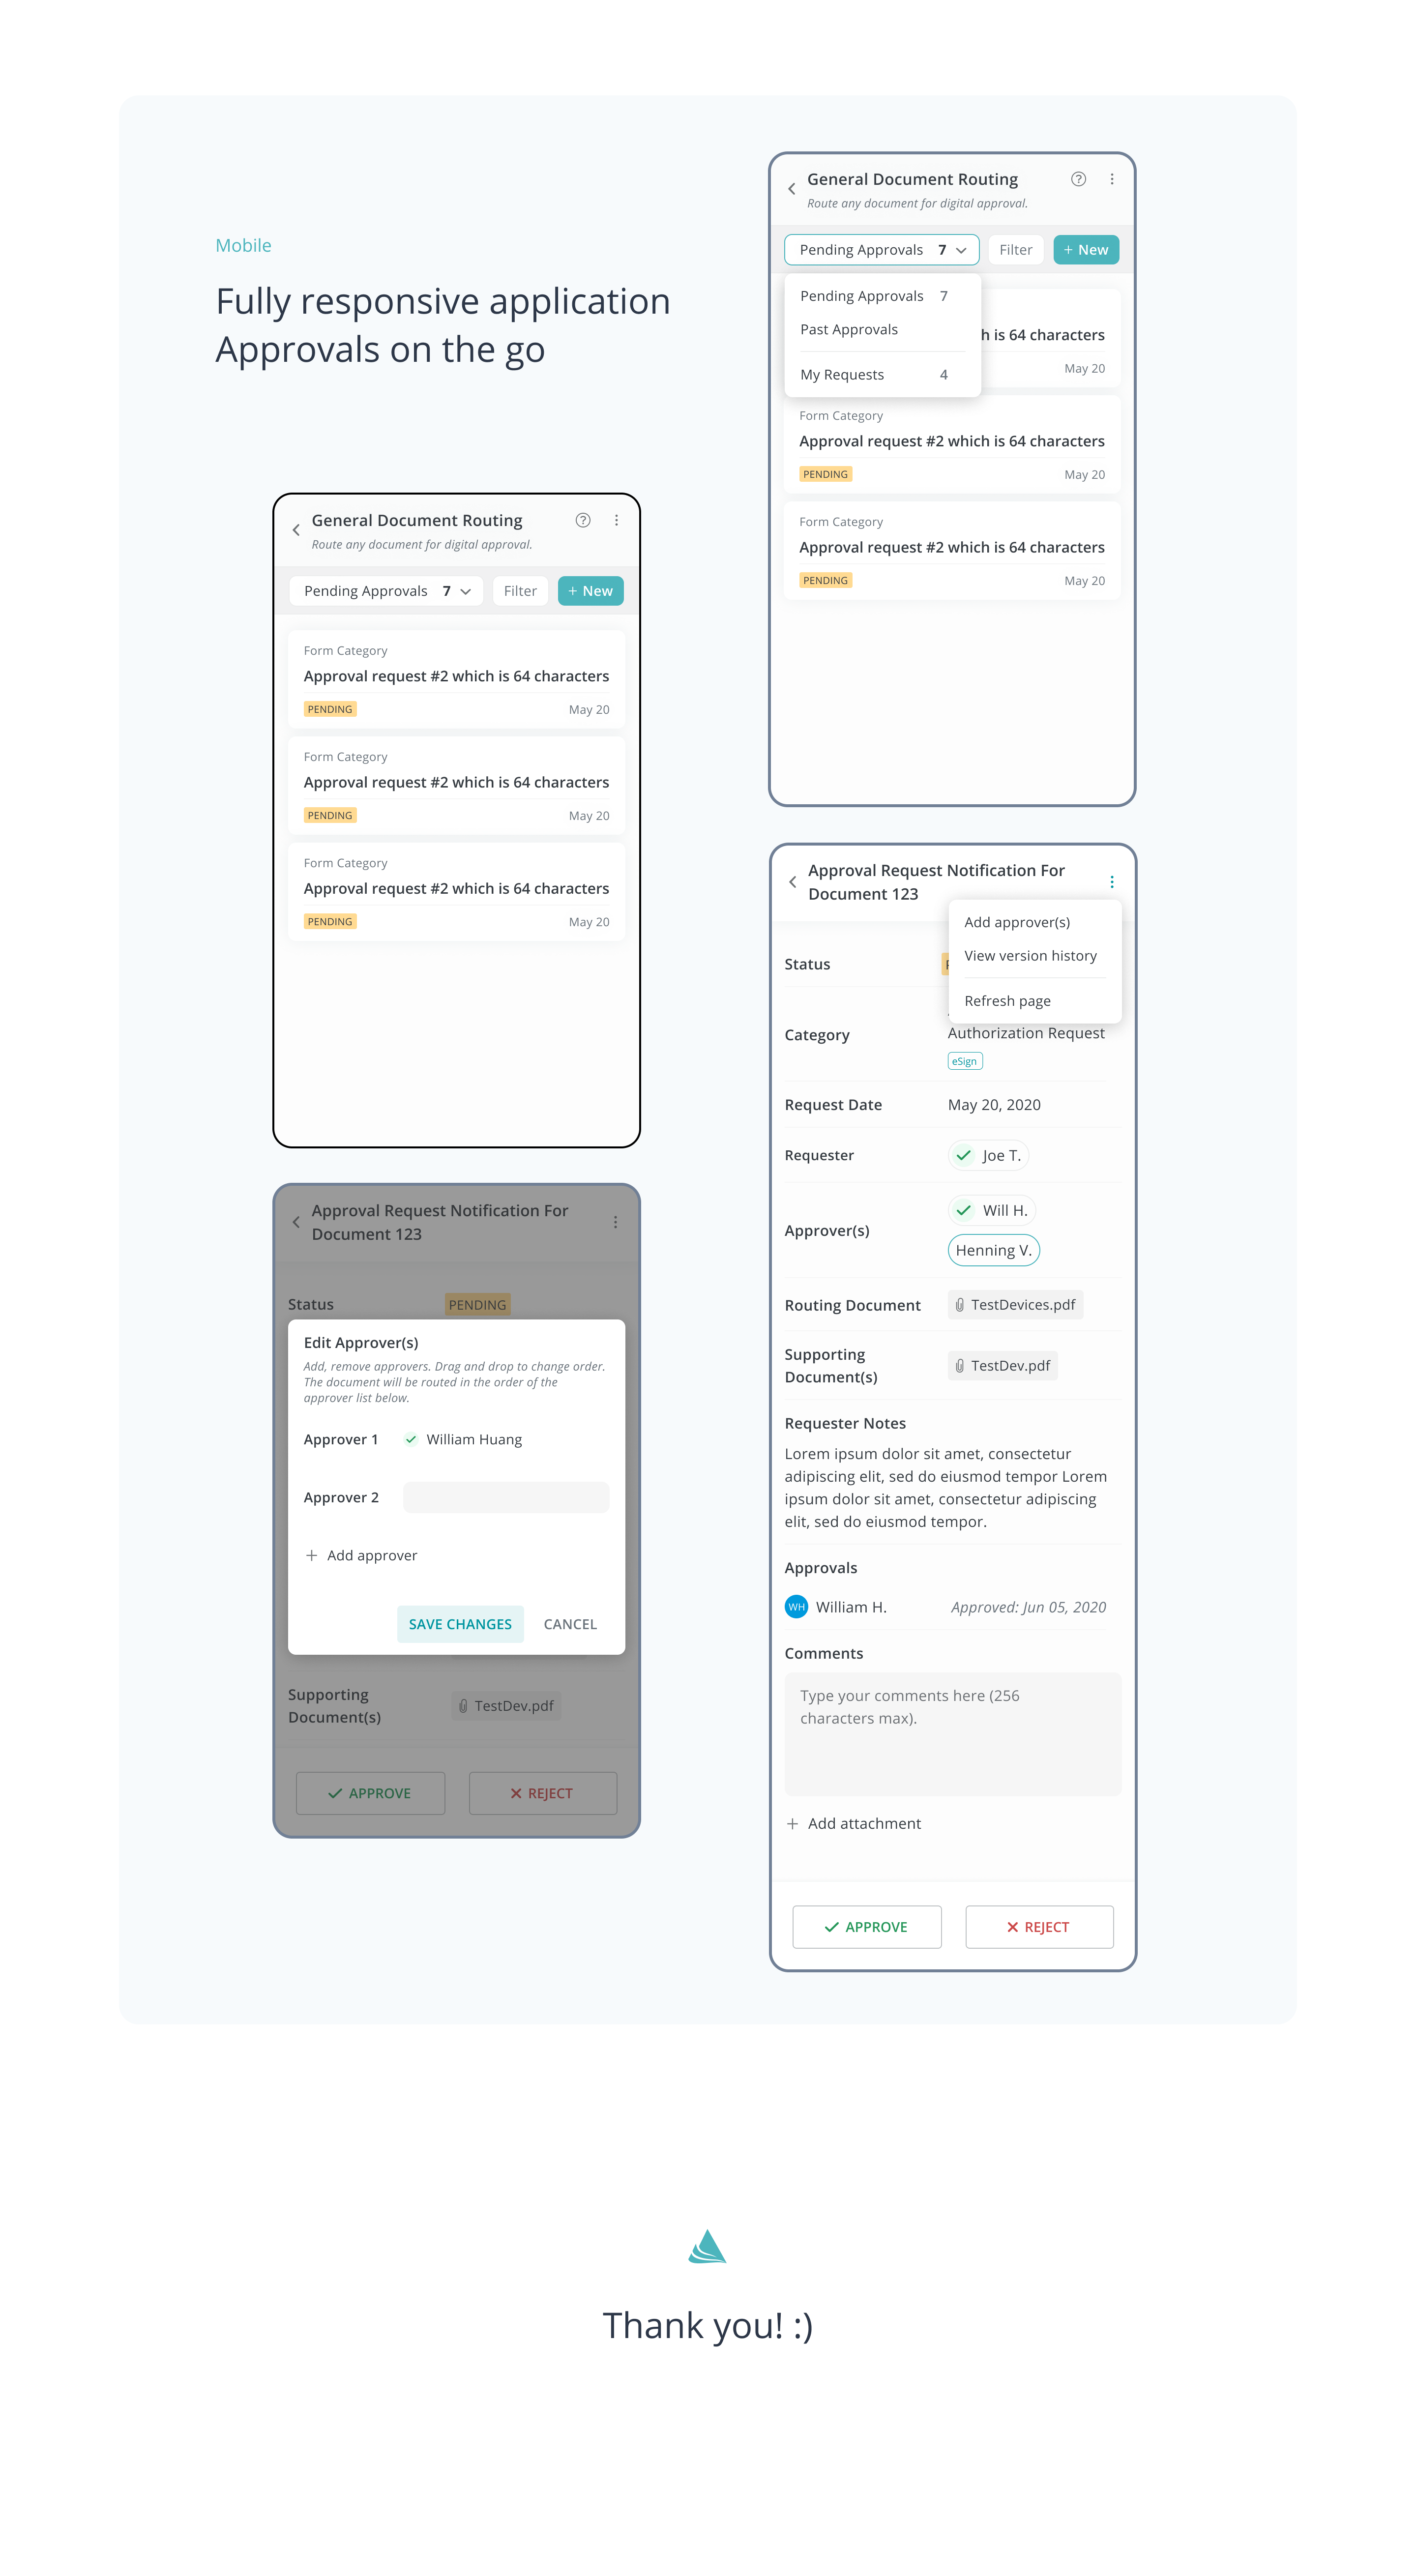 Mobile
Fully responsive application
Approvals on the go
General Document Routing
Route any document for digital approval.
Pending Approvals 7
Filter
+ New
Form Category
Approval request #2 which is 64 characters
PENDING
May 20
Form Category
Approval request #2 which is 64 characters
PENDING
May 20
Form Category
Approval request #2 which is 64 characters
PENDING
May 20
Approval Request Notification For
Document 123
Status
PENDING
Edit Approver(s)
Add, remove approvers. Drag and drop to change order.
The document will be routed in the order of the
approver list below.
Approver 1
William Huang
Approver 2
+ Add approver
SAVE CHANGES
CANCEL
Supporting
Document(s)
TestDev.pdf
APPROVE
REJECT
General Document Routing
Route any document for digital approval.
Pending Approvals 7
Filter
+ New
Pending Approvals 7
Past Approvals
My Requests 4
h is 64 characters
May 20
Form Category
Approval request #2 which is 64 characters
PENDING
May 20
Form Category
Approval request #2 which is 64 characters
PENDING
May 20
Approval Request Notification For
Document 123
Add approver(s)
View version history
Refresh page
Status
Category
Authorization Request
eSign
Request Date
May 20, 2020
Requester
Joe T.
Approver(s)
Will H.
Henning V.
Routing Document
TestDevices.pdf
Supporting
Document(s)
TestDev.pdf
Requester Notes
Lorem ipsum dolor sit amet, consectetur
adipiscing elit, sed do eiusmod tempor Lorem
ipsum dolor sit amet, consectetur adipiscing
elit, sed do eiusmod tempor.
Approvals
WH
William H.
Approved: Jun 05, 2020
Comments
Type your comments here (256
characters max).
+ Add attachment
APPROVE
REJECT
Thank you! :)